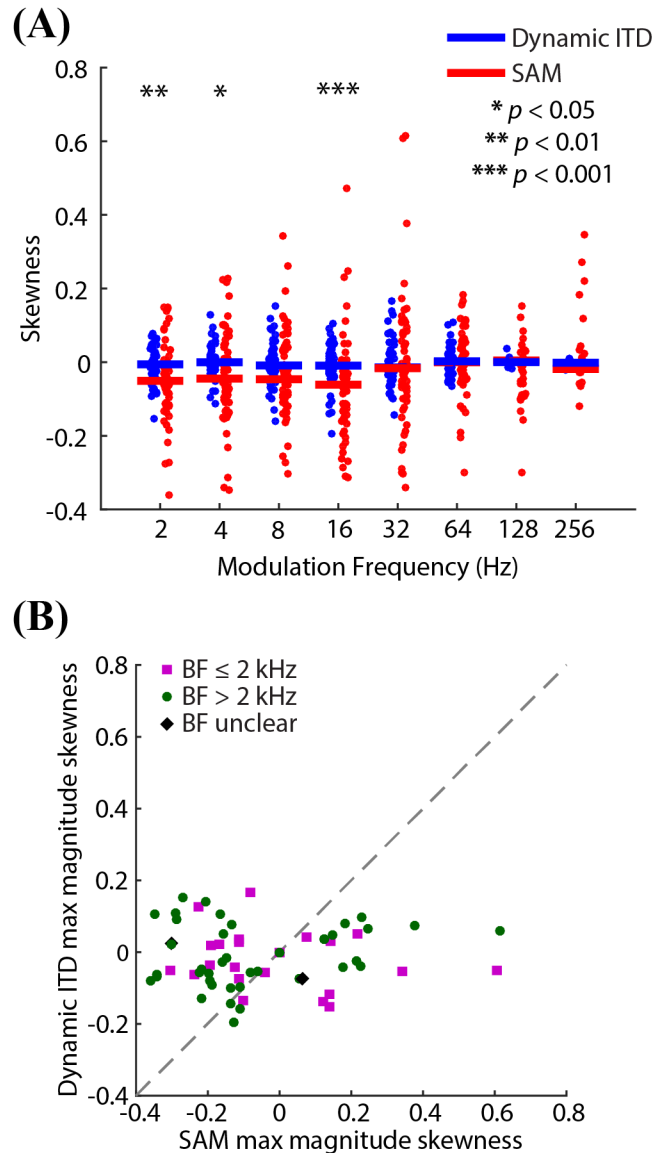 (A)
Dynamic ITD
SAM
* p < 0.05
** p < 0.01
*** p < 0.001
** * ***
0.8
0.6
0.4
0.2
0
-0.2
-0.4
Skewness
2 4 8 16 32 64 128 256
Modulation Frequency (Hz)
(B)
BF ≤ 2 kHz
BF > 2 kHz
BF unclear
0.8
0.6
0.4
0.2
0
-0.2
-0.4
Dynamic ITD max magnitude skewness
-0.4 -0.2 0 0.2 0.4 0.6 0.8
SAM max magnitude skewness